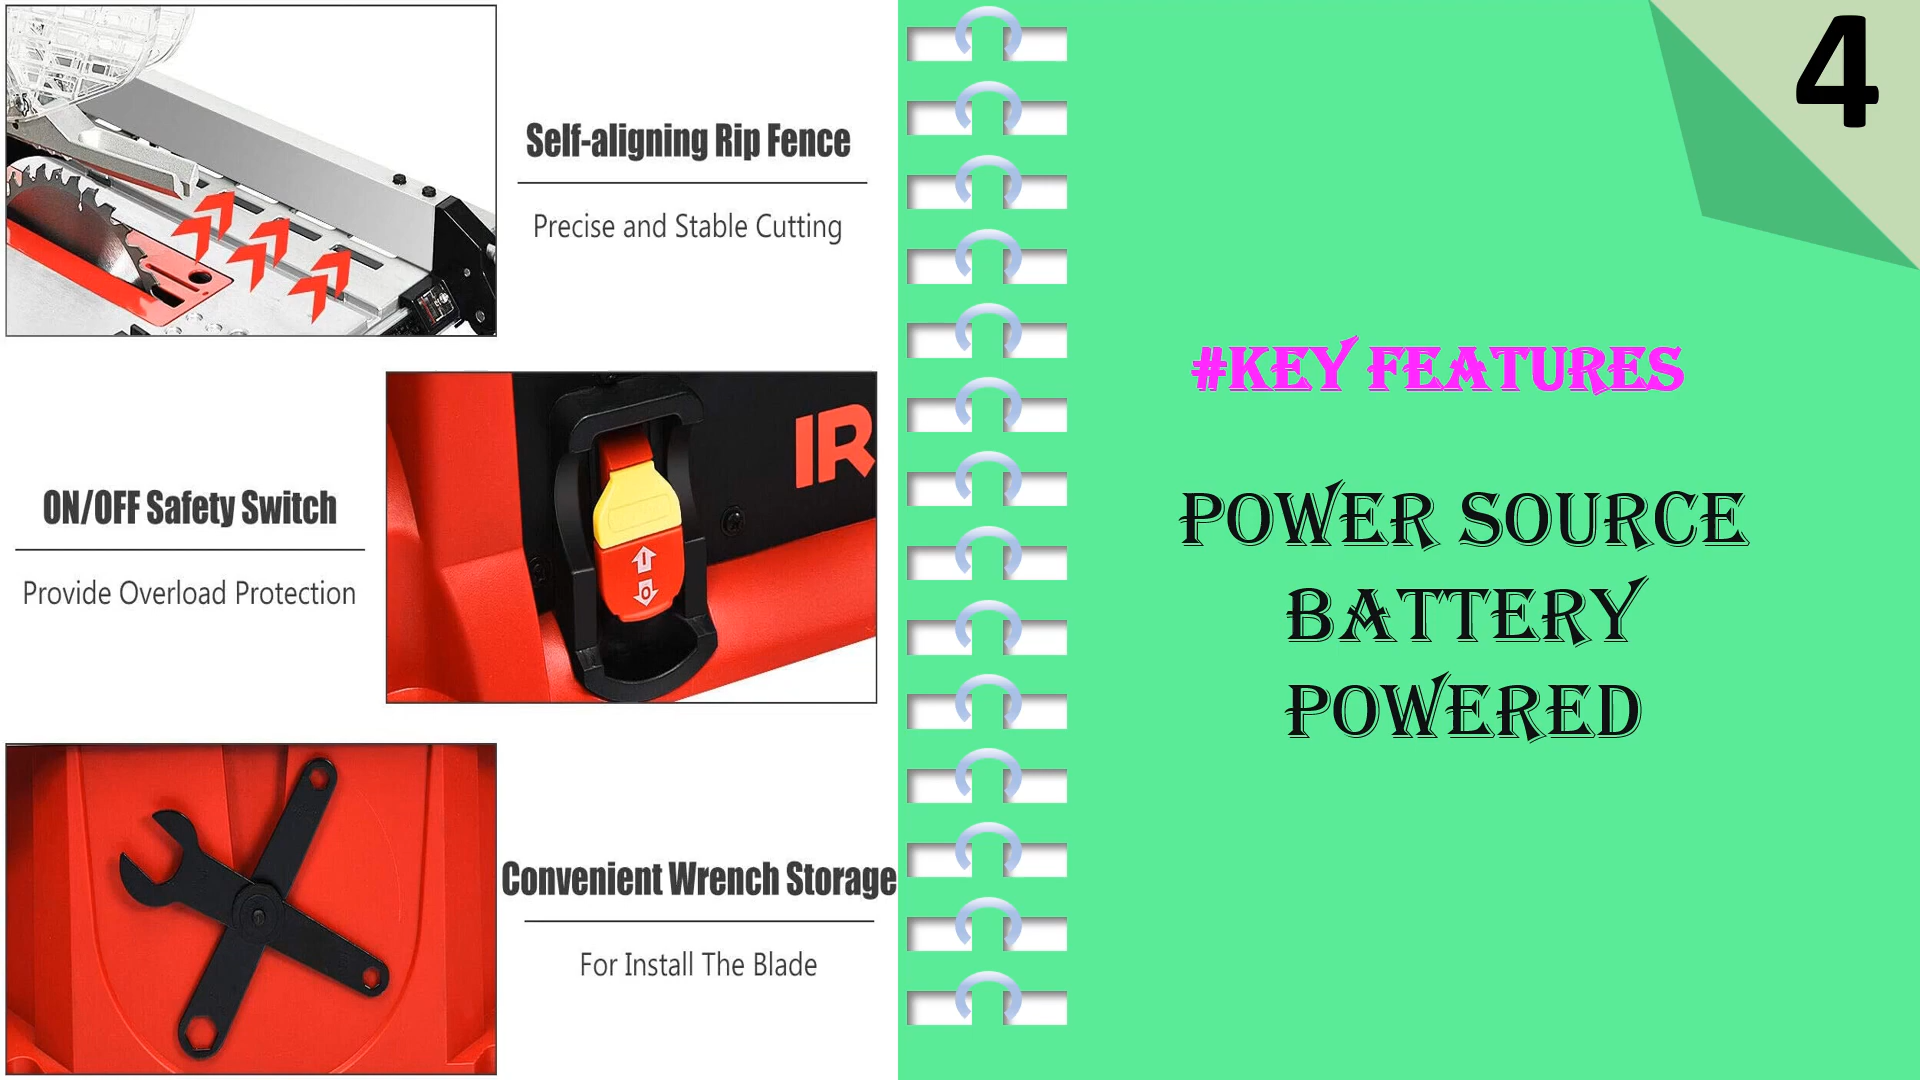 Self-aligning Rip Fence
Precise and Stable Cutting
ON/OFF Safety Switch
Provide Overload Protection
IR
I
O
Convenient Wrench Storage
For Install The Blade
4
#KEY FEATURES
POWER SOURCE
BATTERY
POWERED